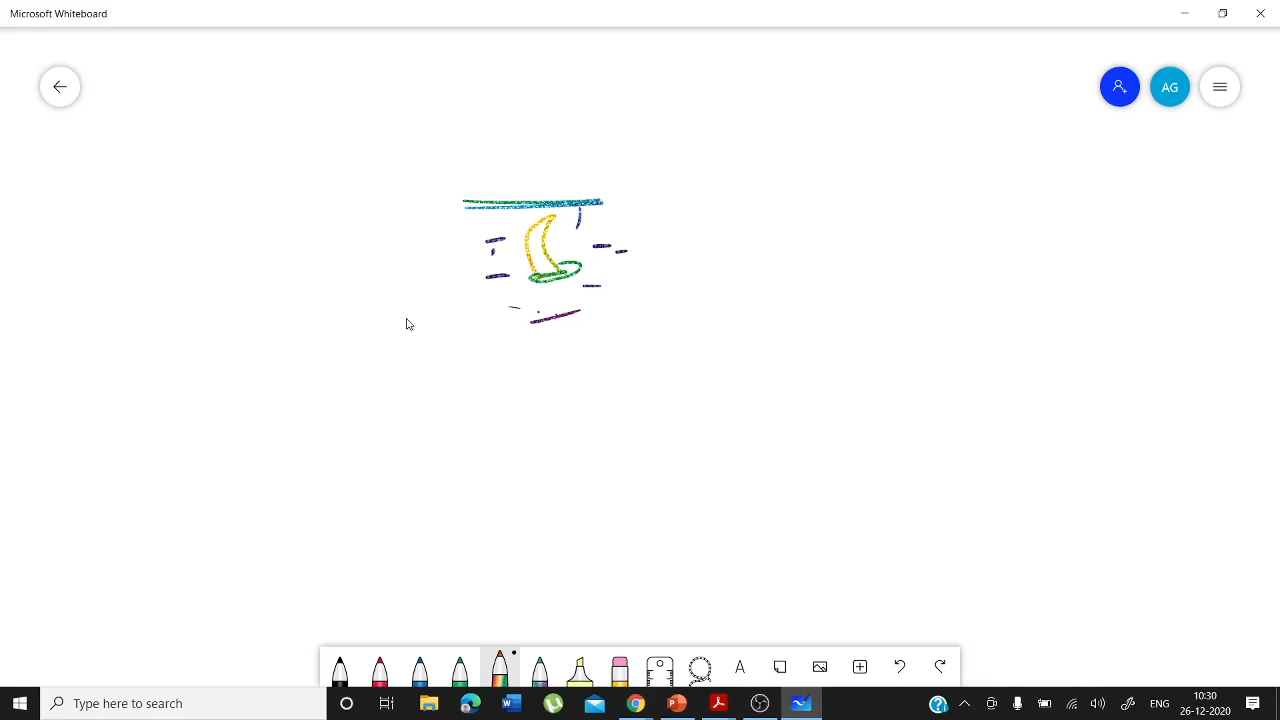 Microsoft Whiteboard
AG
A
Type here to search
ENG
10:30
26-12-2020